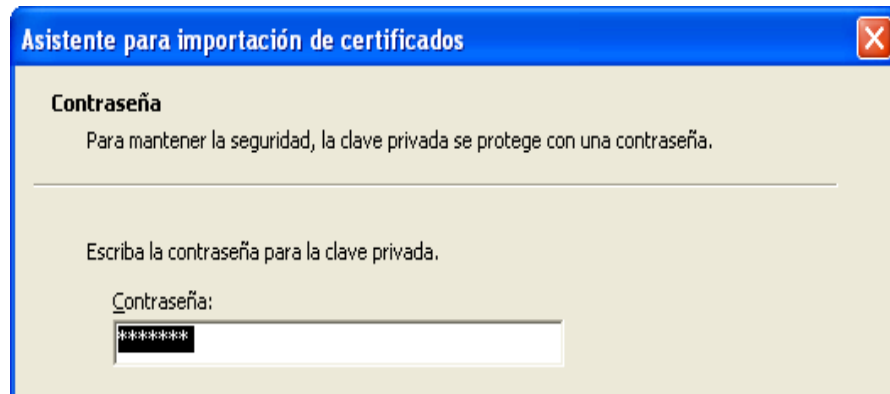 Asistente para importación de certificados
Contraseña
Para mantener la seguridad, la clave privada se protege con una contraseña.
Escriba la contraseña para la clave privada.
Contraseña:
*******